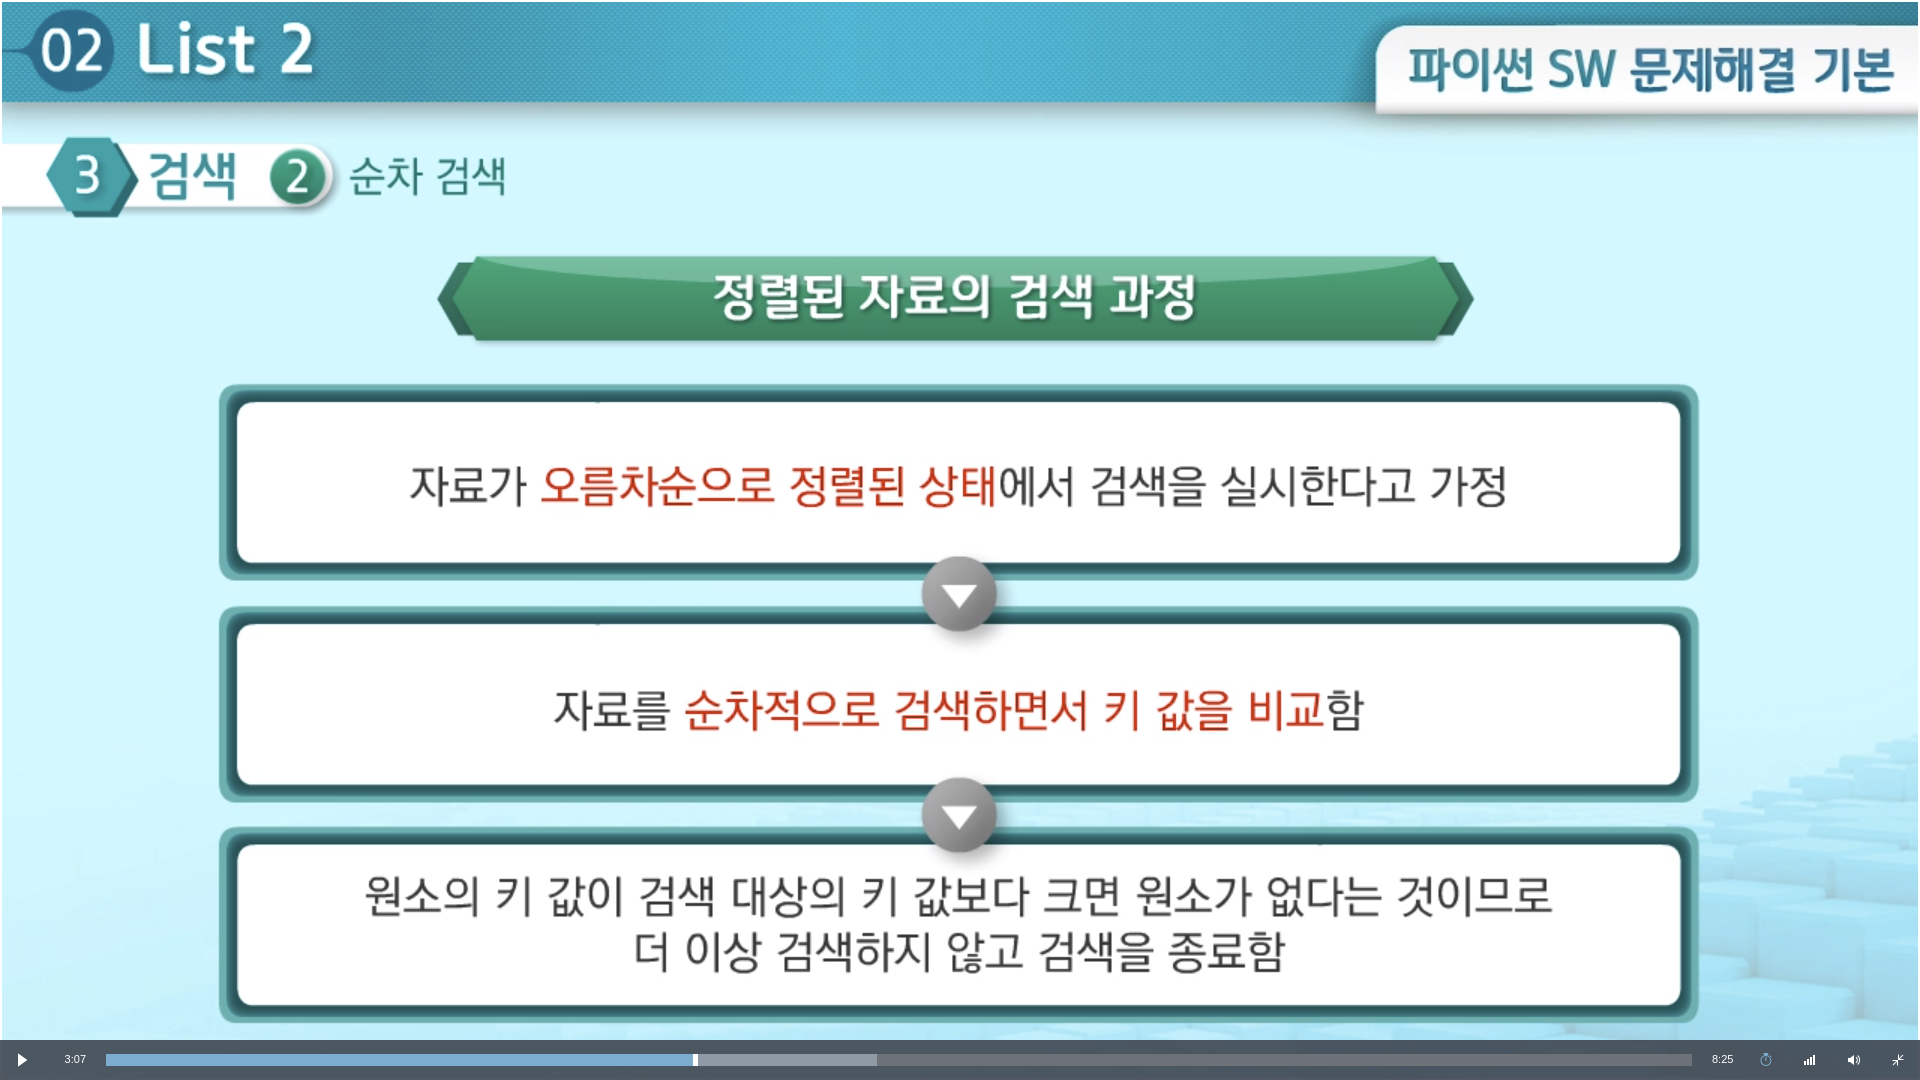 02 List 2
파이썬 SW 문제해결 기본
3 검색 2 순차 검색
정렬된 자료의 검색 과정
자료가 오름차순으로 정렬된 상태에서 검색을 실시한다고 가정
자료를 순차적으로 검색하면서 키 값을 비교함
원소의 키 값이 검색 대상의 키 값보다 크면 원소가 없다는 것이므로
더 이상 검색하지 않고 검색을 종료함
3:07 8:25